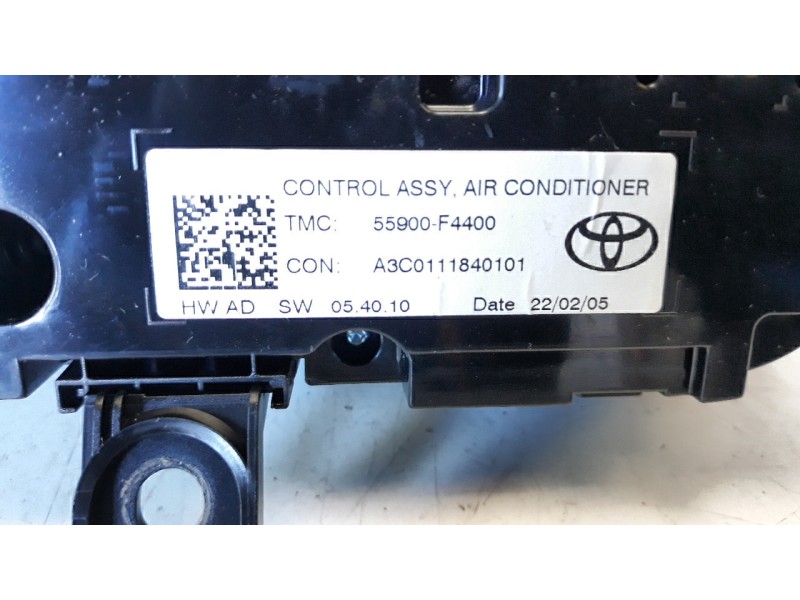 CONTROL ASSY, AIR CONDITIONER
TMC: 55900-F4400
CON: A3C0111840101
HW AD SW 05.40.10 Date 22/02/05